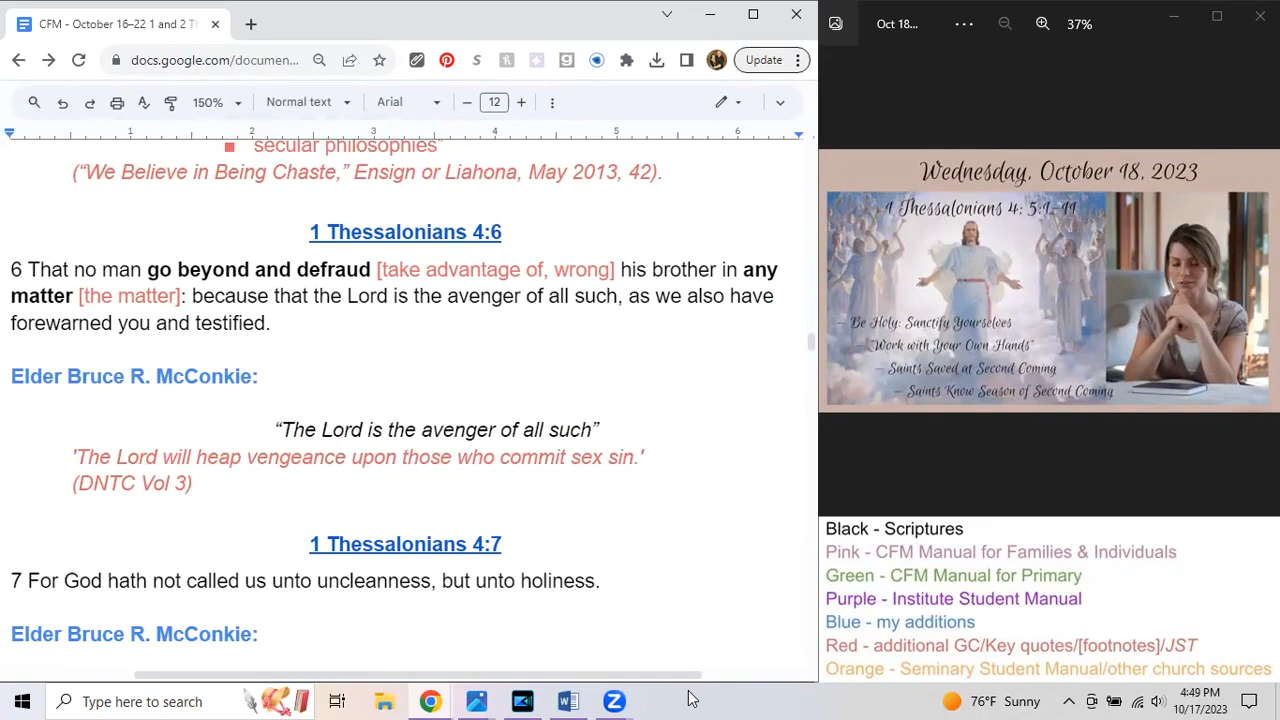 CFM - October 16–22 1 and 2 Th
docs.google.com/documen...
Update
150%
Normal text
Arial
12
1
2
3
4
5
6
secular philosophies"
(“We Believe in Being Chaste,” Ensign or Liahona, May 2013, 42).
1 Thessalonians 4:6
6 That no man go beyond and defraud [take advantage of, wrong] his brother in any
matter [the matter]: because that the Lord is the avenger of all such, as we also have
forewarned you and testified.
Elder Bruce R. McConkie:
“The Lord is the avenger of all such”
'The Lord will heap vengeance upon those who commit sex sin.'
(DNTC Vol 3)
1 Thessalonians 4:7
7 For God hath not called us unto uncleanness, but unto holiness.
Elder Bruce R. McConkie:
Oct 18...
37%
Wednesday, October 18, 2023
1 Thessalonians 4; 5:1–11
– Be Holy: Sanctify Yourselves
– "Work with Your Own Hands"
– Saints Saved at Second Coming
– Saints Know Season of Second Coming
Black - Scriptures
Pink - CFM Manual for Families & Individuals
Green - CFM Manual for Primary
Purple - Institute Student Manual
Blue - my additions
Red - additional GC/Key quotes/[footnotes]/JST
Orange - Seminary Student Manual/other church sources
Type here to search
76°F Sunny
4:49 PM
10/17/2023